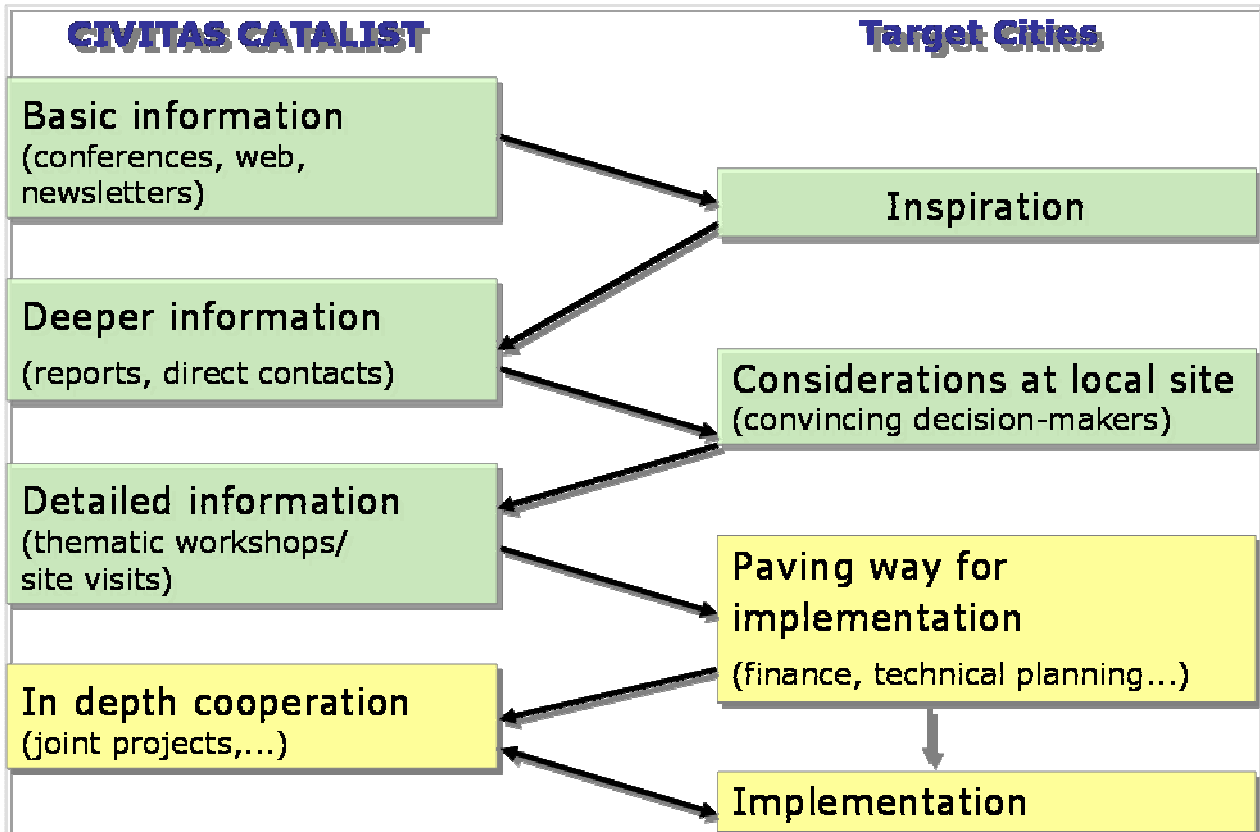 CIVITAS CATALIST
Target Cities
Basic information
(conferences, web,
newsletters)
Inspiration
Deeper information
(reports, direct contacts)
Considerations at local site
(convincing decision-makers)
Detailed information
(thematic workshops/
site visits)
Paving way for
implementation
(finance, technical planning...)
In depth cooperation
(joint projects,...)
Implementation